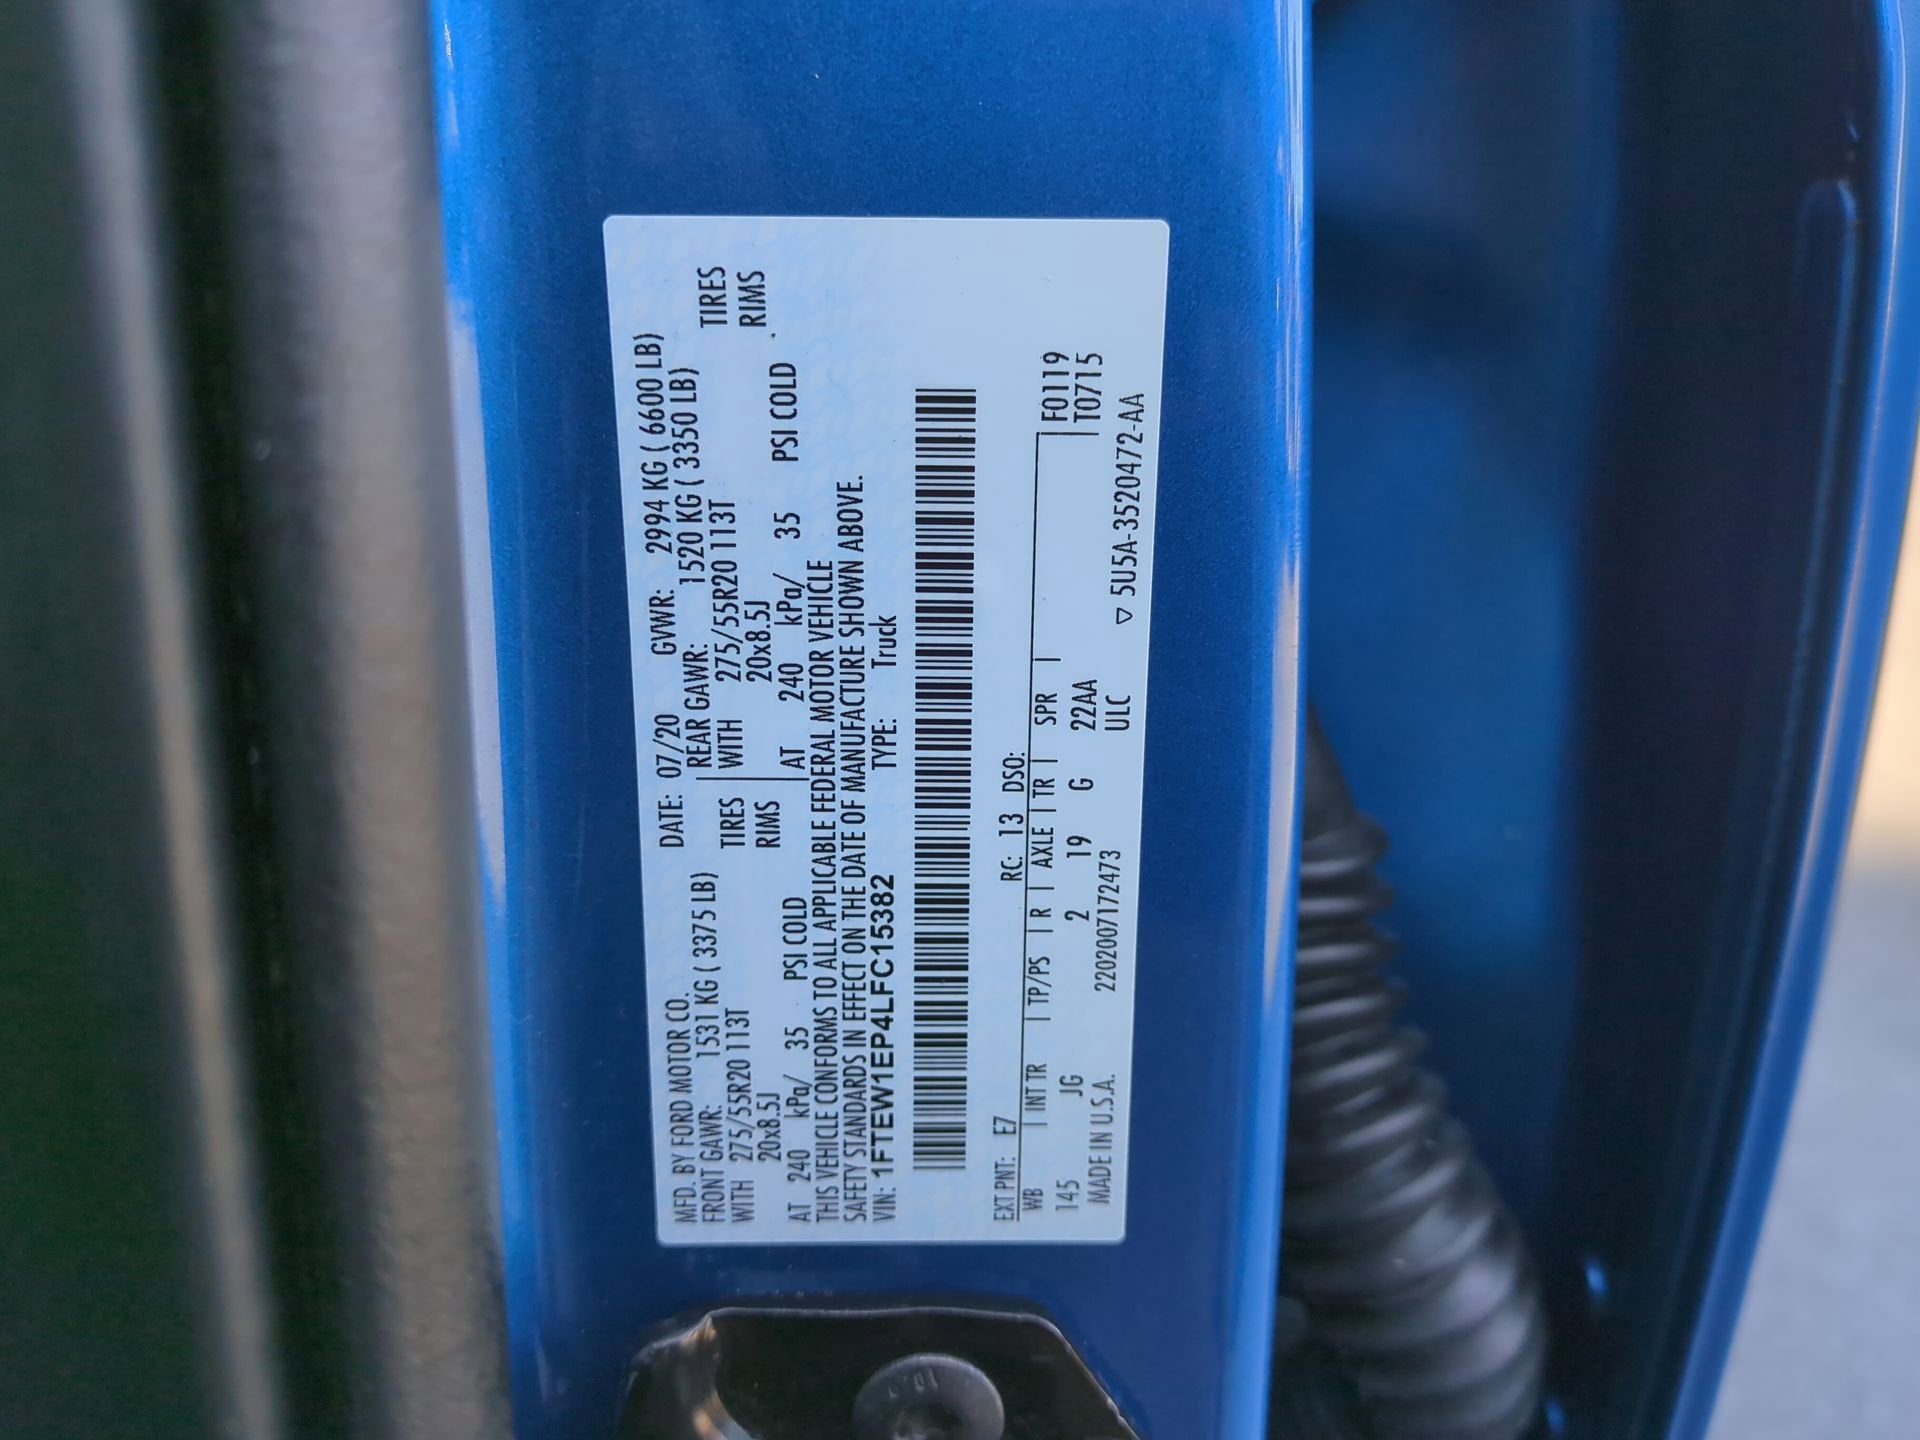 MFD. BY FORD MOTOR CO. DATE: 07/20 GVWR: 2994 KG ( 6600 LB)
FRONT GAWR: 1531 KG ( 3375 LB) REAR GAWR: 1520 KG ( 3350 LB)
WITH 275/55R20 113T TIRES WITH 275/55R20 113T TIRES
20x8.5J RIMS 20x8.5J RIMS
AT 240 kPa/ 35 PSI COLD AT 240 kPa/ 35 PSI COLD
THIS VEHICLE CONFORMS TO ALL APPLICABLE FEDERAL MOTOR VEHICLE
SAFETY STANDARDS IN EFFECT ON THE DATE OF MANUFACTURE SHOWN ABOVE.
VIN: 1FTEW1EP4LFC15382 TYPE: Truck
EXT PNT: E7 RC: 13 DSO:
WB | INT TR | TP/PS | R | AXLE | TR | SPR | F0119
145 JG 2 19 G 22AA T0715
MADE IN U.S.A. 2202007172473 ULC
▽ 5U5A-3520472-AA